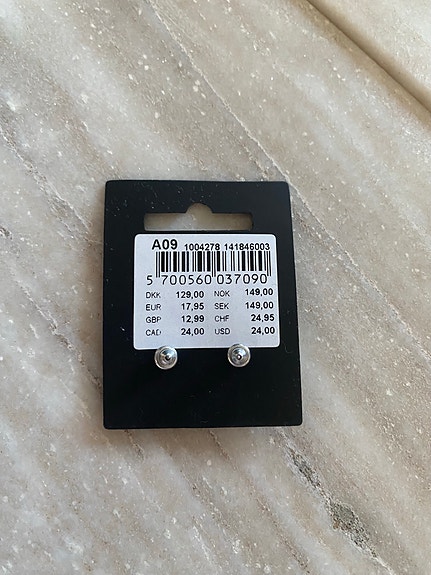 A09 1004278 141846003
5 700560 037090
DKK 129,00 NOK 149,00
EUR 17,95 SEK 149,00
GBP 12,99 CHF 24,95
CAD 24,00 USD 24,00